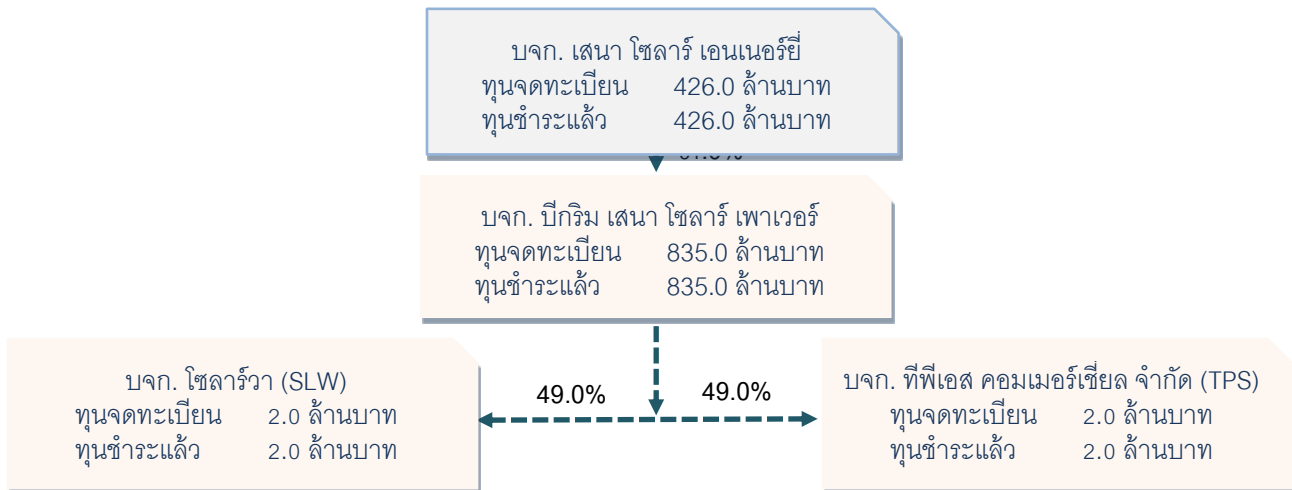 บจก. เสนา โซลาร์ เอนเนอร์ยี่
ทุนจดทะเบียน 426.0 ล้านบาท
ทุนชำระแล้ว 426.0 ล้านบาท
บจก. บีกริม เสนา โซลาร์ เพาเวอร์
ทุนจดทะเบียน 835.0 ล้านบาท
ทุนชำระแล้ว 835.0 ล้านบาท
บจก. โซลาร์วา (SLW)
ทุนจดทะเบียน 2.0 ล้านบาท
ทุนชำระแล้ว 2.0 ล้านบาท
49.0%
49.0%
บจก. ทีพีเอส คอมเมอร์เชี่ยล จำกัด (TPS)
ทุนจดทะเบียน 2.0 ล้านบาท
ทุนชำระแล้ว 2.0 ล้านบาท